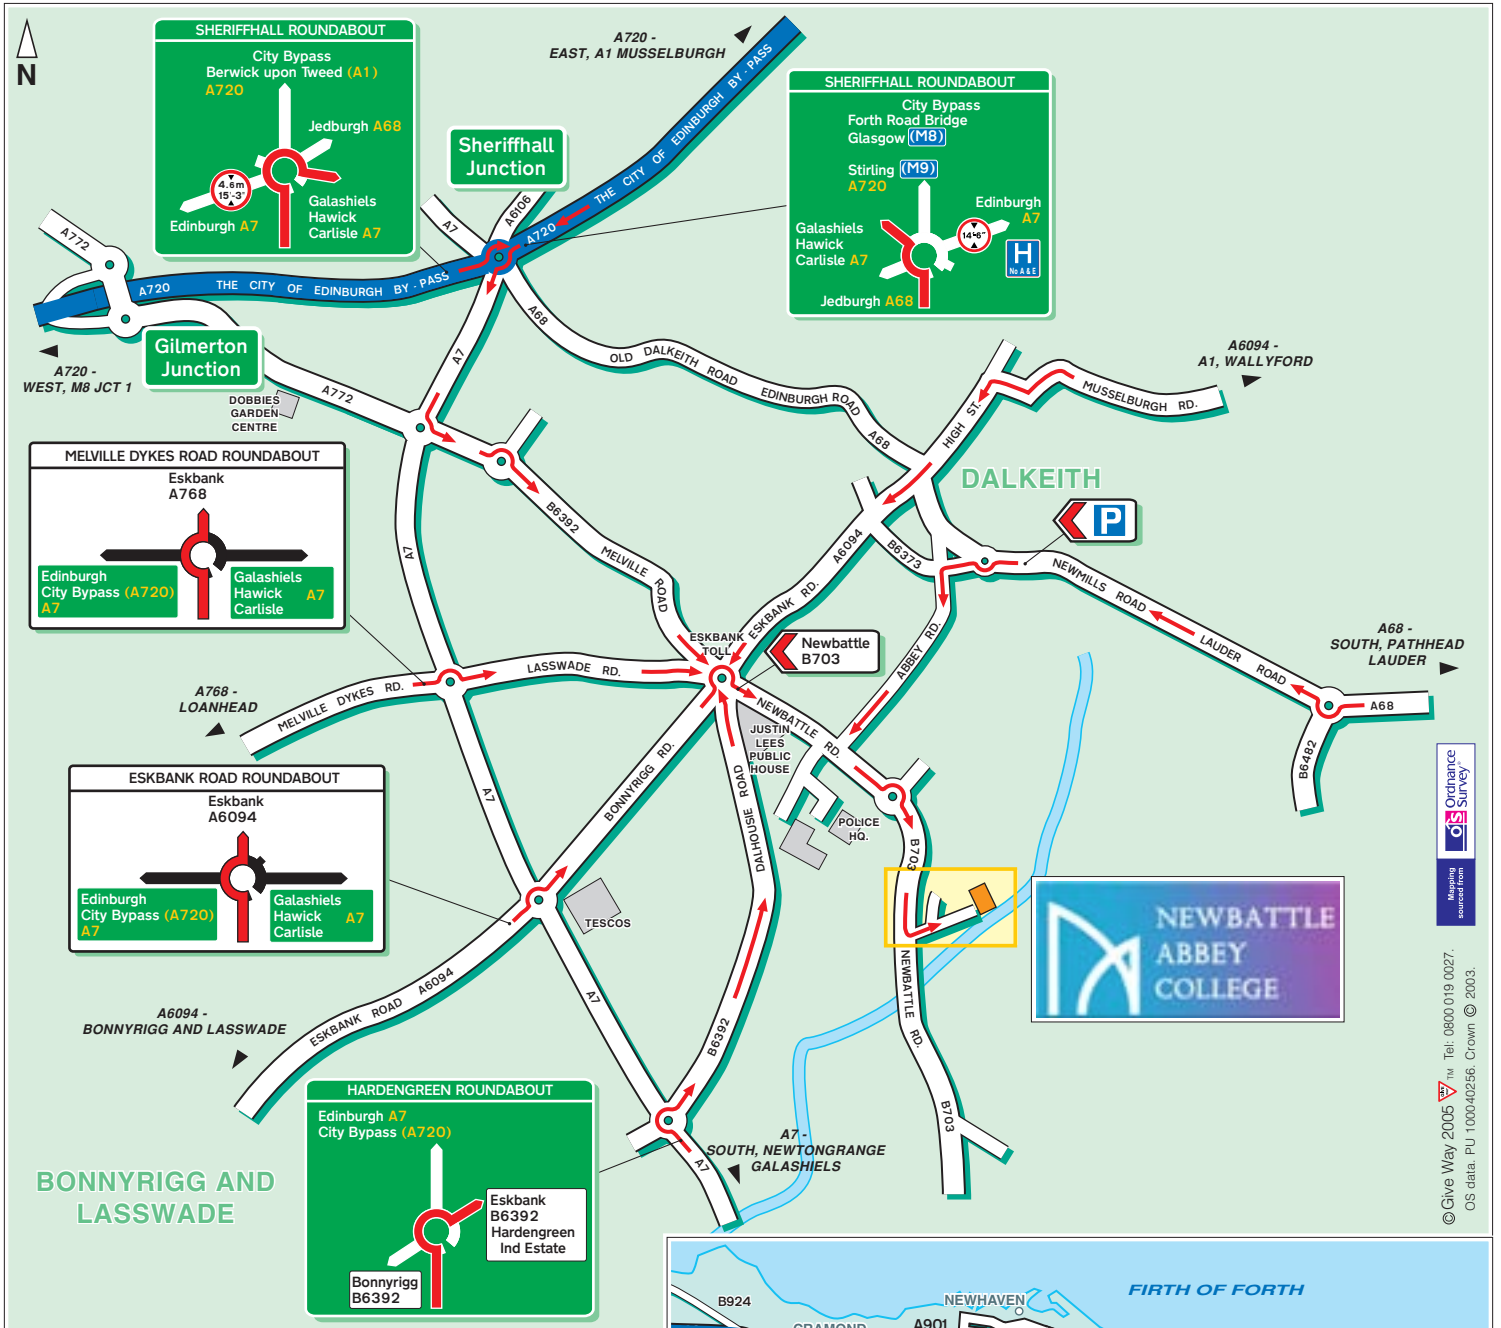 N
SHERIFFHALL ROUNDABOUT
City Bypass
Berwick upon Tweed (A1)
A720
Jedburgh A68
4.6m
15'-3"
Galashiels
Hawick
Carlisle A7
Edinburgh A7
A720 -
EAST, A1 MUSSELBURGH
Sheriffhall
Junction
SHERIFFHALL ROUNDABOUT
City Bypass
Forth Road Bridge
Glasgow (M8)
Stirling (M9)
A720
Edinburgh
A7
14'-6"
H
No A & E
Galashiels
Hawick
Carlisle A7
Jedburgh A68
A772
A7
A6106
A720
THE CITY OF EDINBURGH BY - PASS
A720
THE CITY OF EDINBURGH BY - PASS
Gilmerton
Junction
A720 -
WEST, M8 JCT 1
DOBBIES
GARDEN
CENTRE
A772
A7
A68
OLD DALKEITH ROAD
EDINBURGH ROAD
A68
HIGH ST.
MUSSELBURGH RD.
A6094 -
A1, WALLYFORD
DALKEITH
P
MELVILLE DYKES ROAD ROUNDABOUT
Eskbank
A768
Edinburgh
City Bypass (A720)
A7
Galashiels
Hawick
Carlisle
A7
A7
B6392
MELVILLE ROAD
A6094
B6373
ESKBANK RD.
NEWMILLS ROAD
LAUDER ROAD
A68
B6482
A68 -
SOUTH, PATHHEAD
LAUDER
ESKBANK
TOLL
Newbattle
B703
ABBEY RD.
LASSWADE RD.
MELVILLE DYKES RD.
A768 -
LOANHEAD
NEWBATTLE RD.
JUSTIN
LEES
PUBLIC
HOUSE
POLICE
HQ.
BONNYRIGG RD.
DALHOUSIE ROAD
A7
ESKBANK ROAD ROUNDABOUT
Eskbank
A6094
Edinburgh
City Bypass (A720)
A7
Galashiels
Hawick
Carlisle
A7
TESCOS
B703
NEWBATTLE RD.
B703
NEWBATTLE
ABBEY
COLLEGE
Ordnance
Survey®
OS
Mapping
sourced from
A6094 -
BONNYRIGG AND LASSWADE
ESKBANK ROAD A6094
A7
B6392
HARDENGREEN ROUNDABOUT
Edinburgh A7
City Bypass (A720)
Eskbank
B6392
Hardengreen
Ind Estate
Bonnyrigg
B6392
A7
A7 -
SOUTH, NEWTONGRANGE
GALASHIELS
BONNYRIGG AND
LASSWADE
©Give Way 2005 ™ Tel: 0800 019 0027.
OS data. PU 100040256. Crown © 2003.
FIRTH OF FORTH
B924
NEWHAVEN
A901
CRAMOND